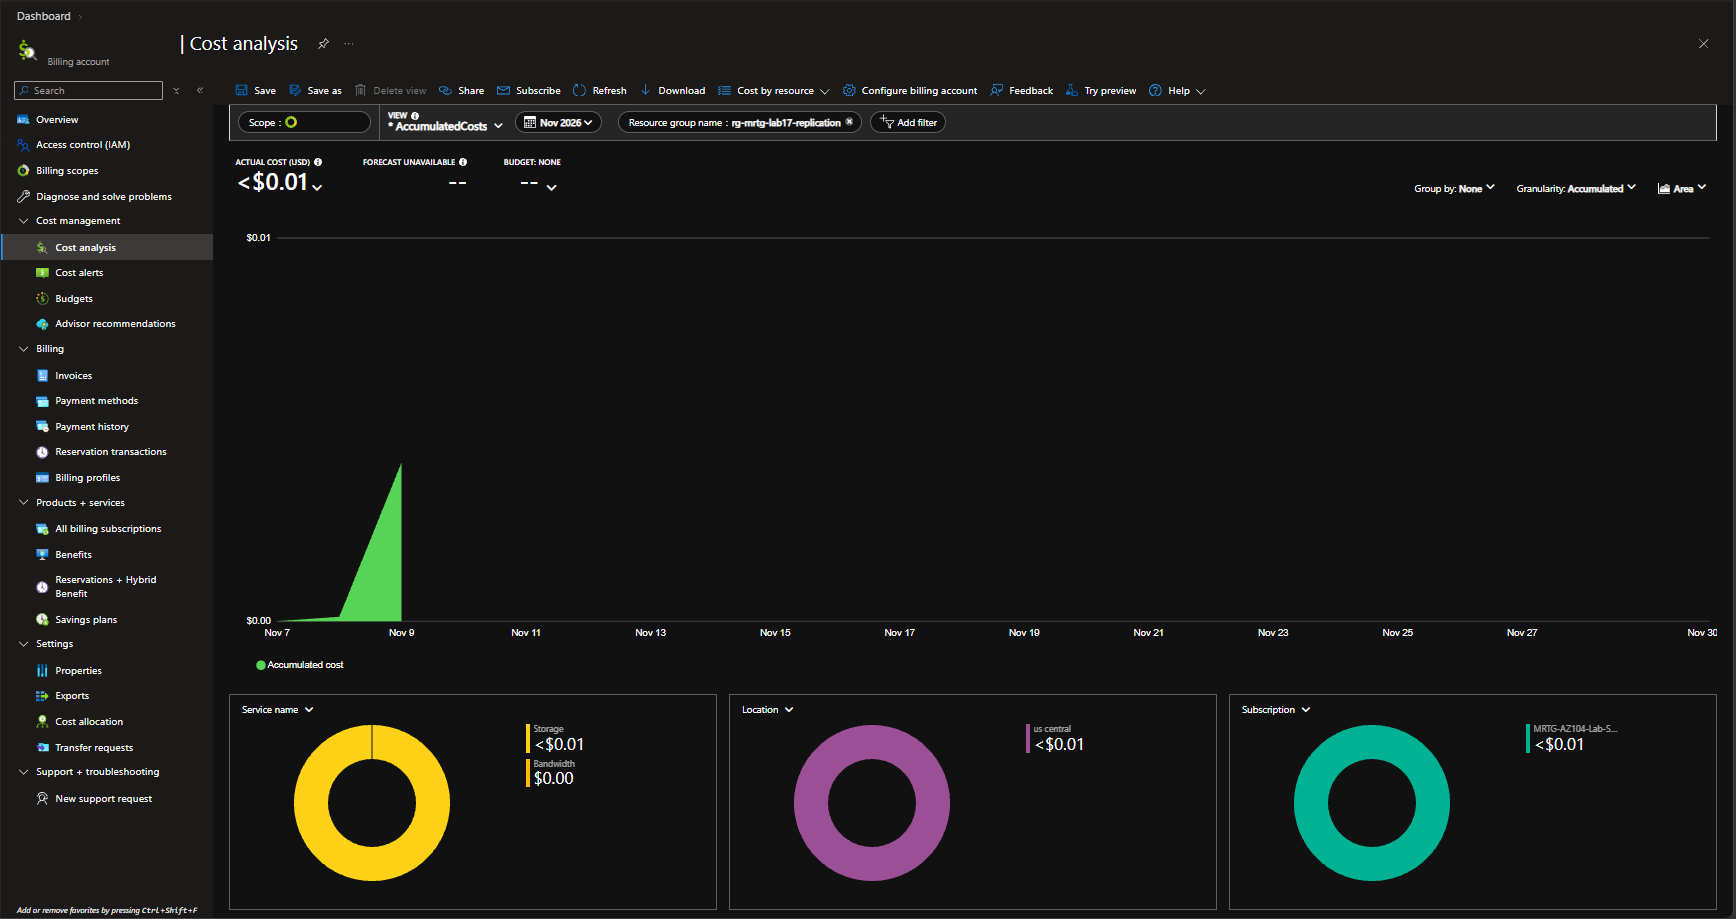 Dashboard
| Cost analysis
Billing account
Search
Save
Save as
Delete view
Share
Subscribe
Refresh
Download
Cost by resource
Configure billing account
Feedback
Try preview
Help
Overview
Access control (IAM)
Billing scopes
Diagnose and solve problems
Cost management
Cost analysis
Cost alerts
Budgets
Advisor recommendations
Billing
Invoices
Payment methods
Payment history
Reservation transactions
Billing profiles
Products + services
All billing subscriptions
Benefits
Reservations + Hybrid
Benefit
Savings plans
Settings
Properties
Exports
Cost allocation
Transfer requests
Support + troubleshooting
New support request
Add or remove favorites by pressing Ctrl+Shift+F
Scope :
VIEW
* AccumulatedCosts
Nov 2026
Resource group name : rg-mrtg-lab17-replication
Add filter
ACTUAL COST (USD)
<$0.01
FORECAST UNAVAILABLE
--
BUDGET: NONE
--
Group by: None
Granularity: Accumulated
Area
$0.01
$0.00
Nov 7 Nov 9 Nov 11 Nov 13 Nov 15 Nov 17 Nov 19 Nov 21 Nov 23 Nov 25 Nov 27 Nov 30
Accumulated cost
Service name
Storage
<$0.01
Bandwidth
$0.00
Location
us central
<$0.01
Subscription
MRTG-AZ104-Lab-S...
<$0.01